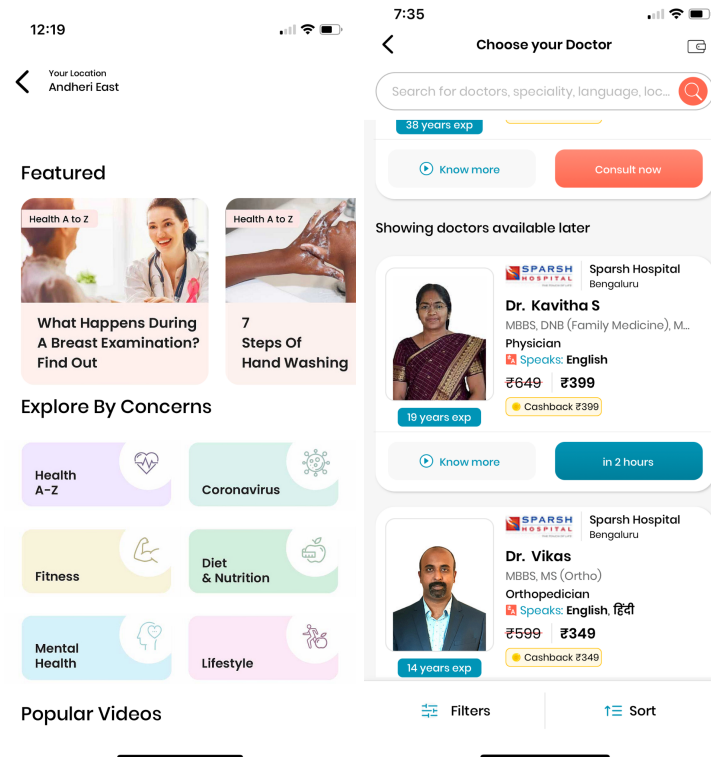 12:19
Your Location
Andheri East
Featured
Health A to Z
What Happens During
A Breast Examination?
Find Out
Health A to Z
7
Steps Of
Hand Washing
Explore By Concerns
Health
A-Z
Coronavirus
Fitness
Diet
& Nutrition
Mental
Health
Lifestyle
Popular Videos
7:35
Choose your Doctor
Search for doctors, speciality, language, loc...
38 years exp
Know more
Consult now
Showing doctors available later
SPARSH
HOSPITAL
Sparsh Hospital
Bengaluru
Dr. Kavitha S
MBBS, DNB (Family Medicine), M...
Physician
Speaks: English
₹649 ₹399
Cashback ₹399
19 years exp
Know more
in 2 hours
SPARSH
HOSPITAL
Sparsh Hospital
Bengaluru
Dr. Vikas
MBBS, MS (Ortho)
Orthopedician
Speaks: English, हिंदी
₹599 ₹349
Cashback ₹349
14 years exp
Filters
Sort